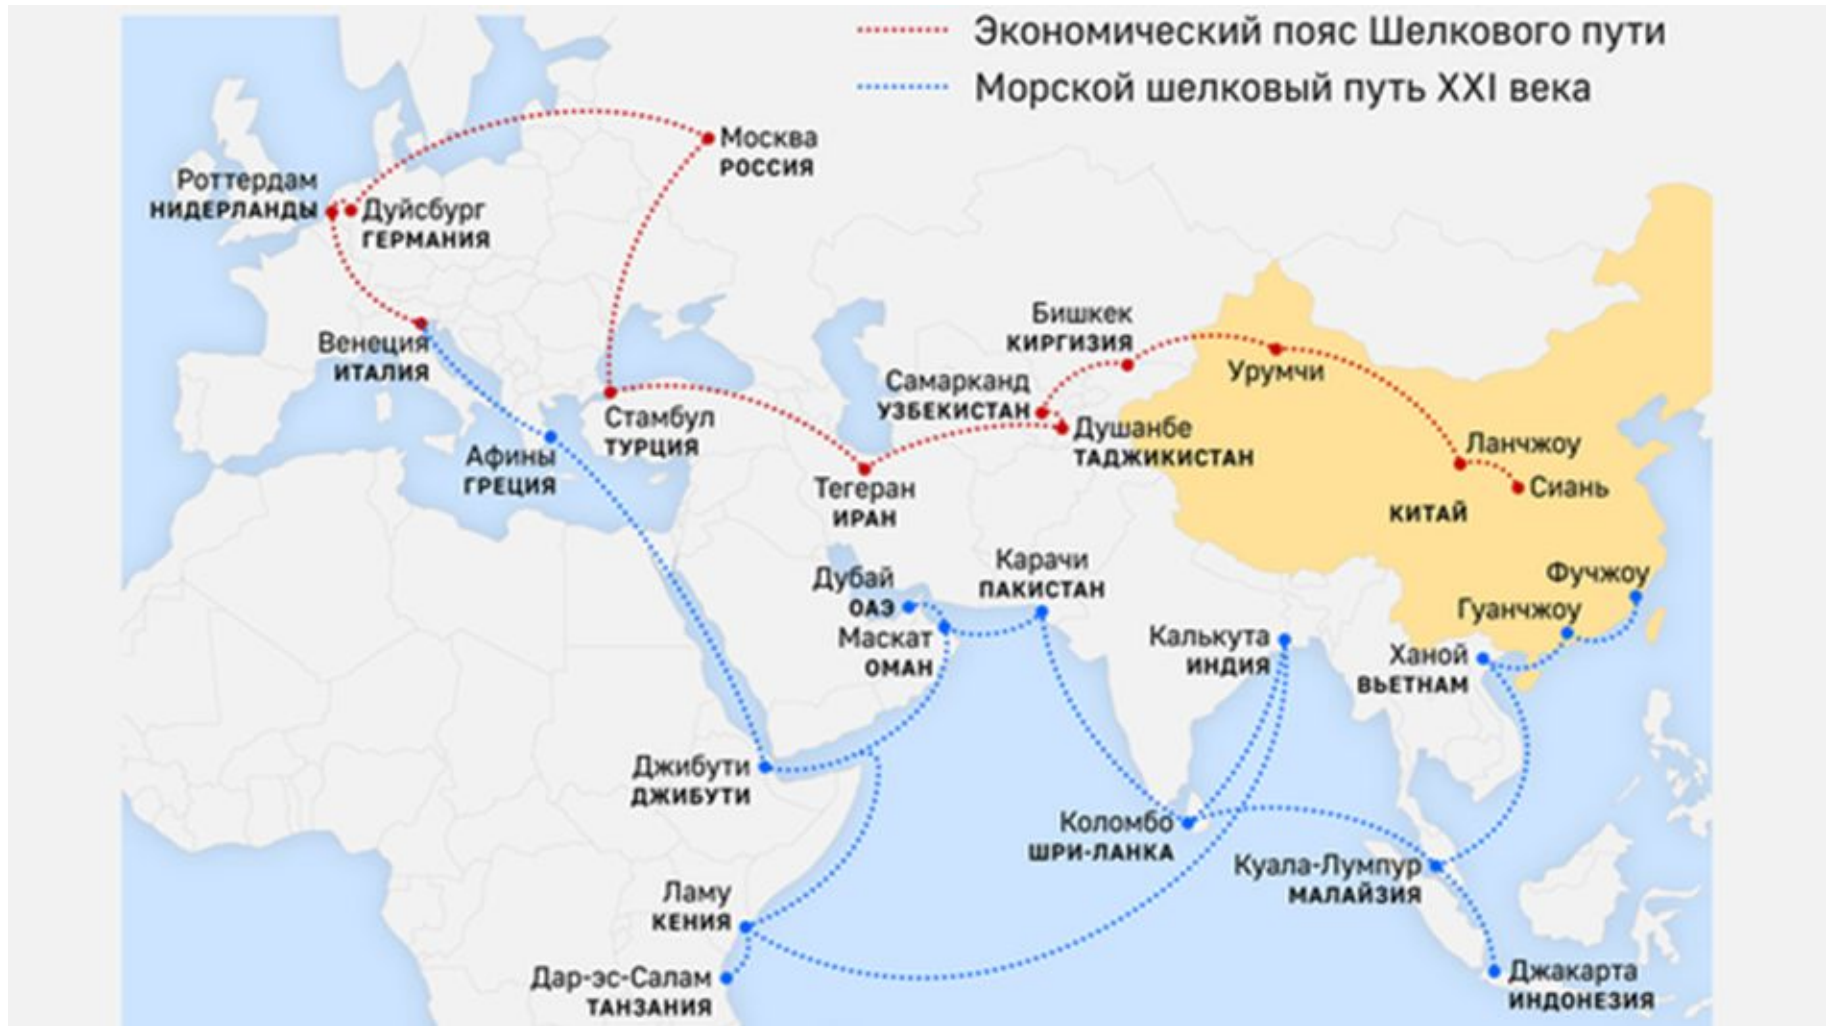 Экономический пояс Шелкового пути
Морской шелковый путь XXI века
Москва
РОССИЯ
Роттердам
НИДЕРЛАНДЫ
Дуйсбург
ГЕРМАНИЯ
Венеция
ИТАЛИЯ
Бишкек
КИРГИЗИЯ
Урумчи
Самарканд
УЗБЕКИСТАН
Стамбул
ТУРЦИЯ
Душанбе
ТАДЖИКИСТАН
Ланчжоу
Афины
ГРЕЦИЯ
Тегеран
ИРАН
Сиань
КИТАЙ
Карачи
ПАКИСТАН
Дубай
ОАЭ
Фучжоу
Гуанчжоу
Маскат
ОМАН
Калькута
ИНДИЯ
Ханой
ВЬЕТНАМ
Джибути
ДЖИБУТИ
Коломбо
ШРИ-ЛАНКА
Куала-Лумпур
МАЛАЙЗИЯ
Ламу
КЕНИЯ
Дар-эс-Салам
ТАНЗАНИЯ
Джакарта
ИНДОНЕЗИЯ